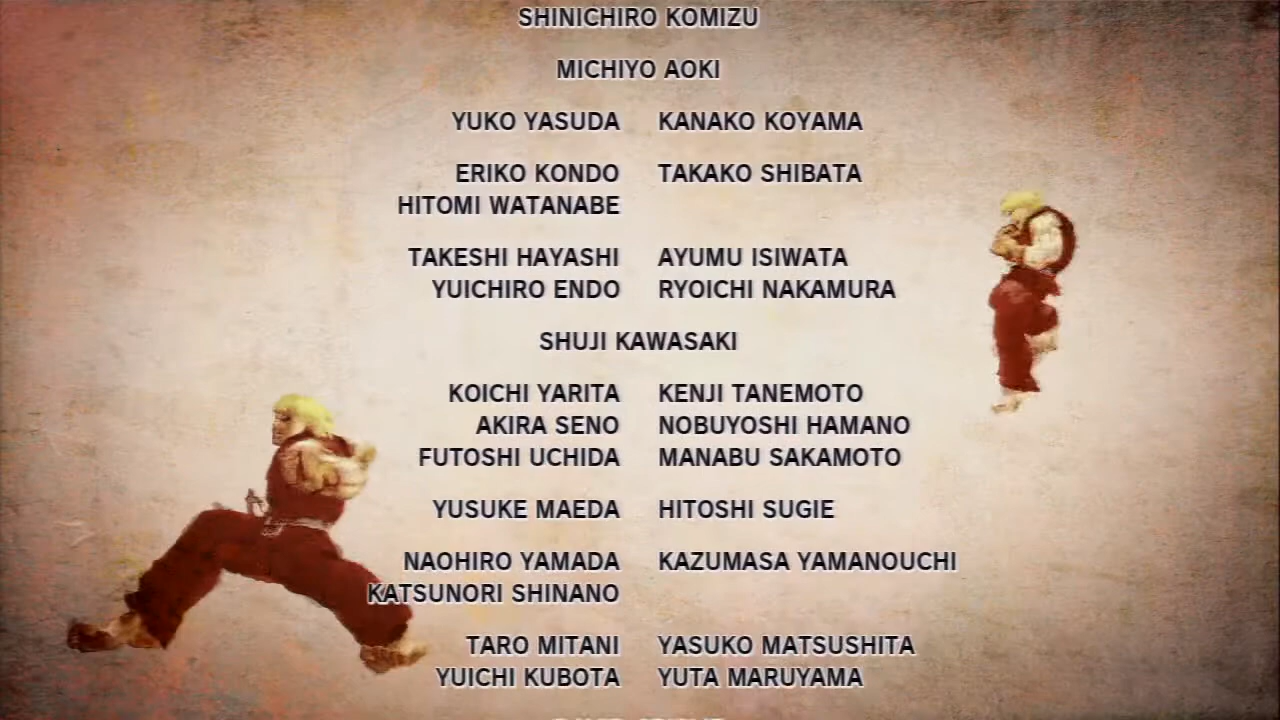 SHINICHIRO KOMIZU
MICHIYO AOKI
YUKO YASUDA KANAKO KOYAMA
ERIKO KONDO TAKAKO SHIBATA
HITOMI WATANABE
TAKESHI HAYASHI AYUMU ISIWATA
YUICHIRO ENDO RYOICHI NAKAMURA
SHUJI KAWASAKI
KOICHI YARITA KENJI TANEMOTO
AKIRA SENO NOBUYOSHI HAMANO
FUTOSHI UCHIDA MANABU SAKAMOTO
YUSUKE MAEDA HITOSHI SUGIE
NAOHIRO YAMADA KAZUMASA YAMANOUCHI
KATSUNORI SHINANO
TARO MITANI YASUKO MATSUSHITA
YUICHI KUBOTA YUTA MARUYAMA